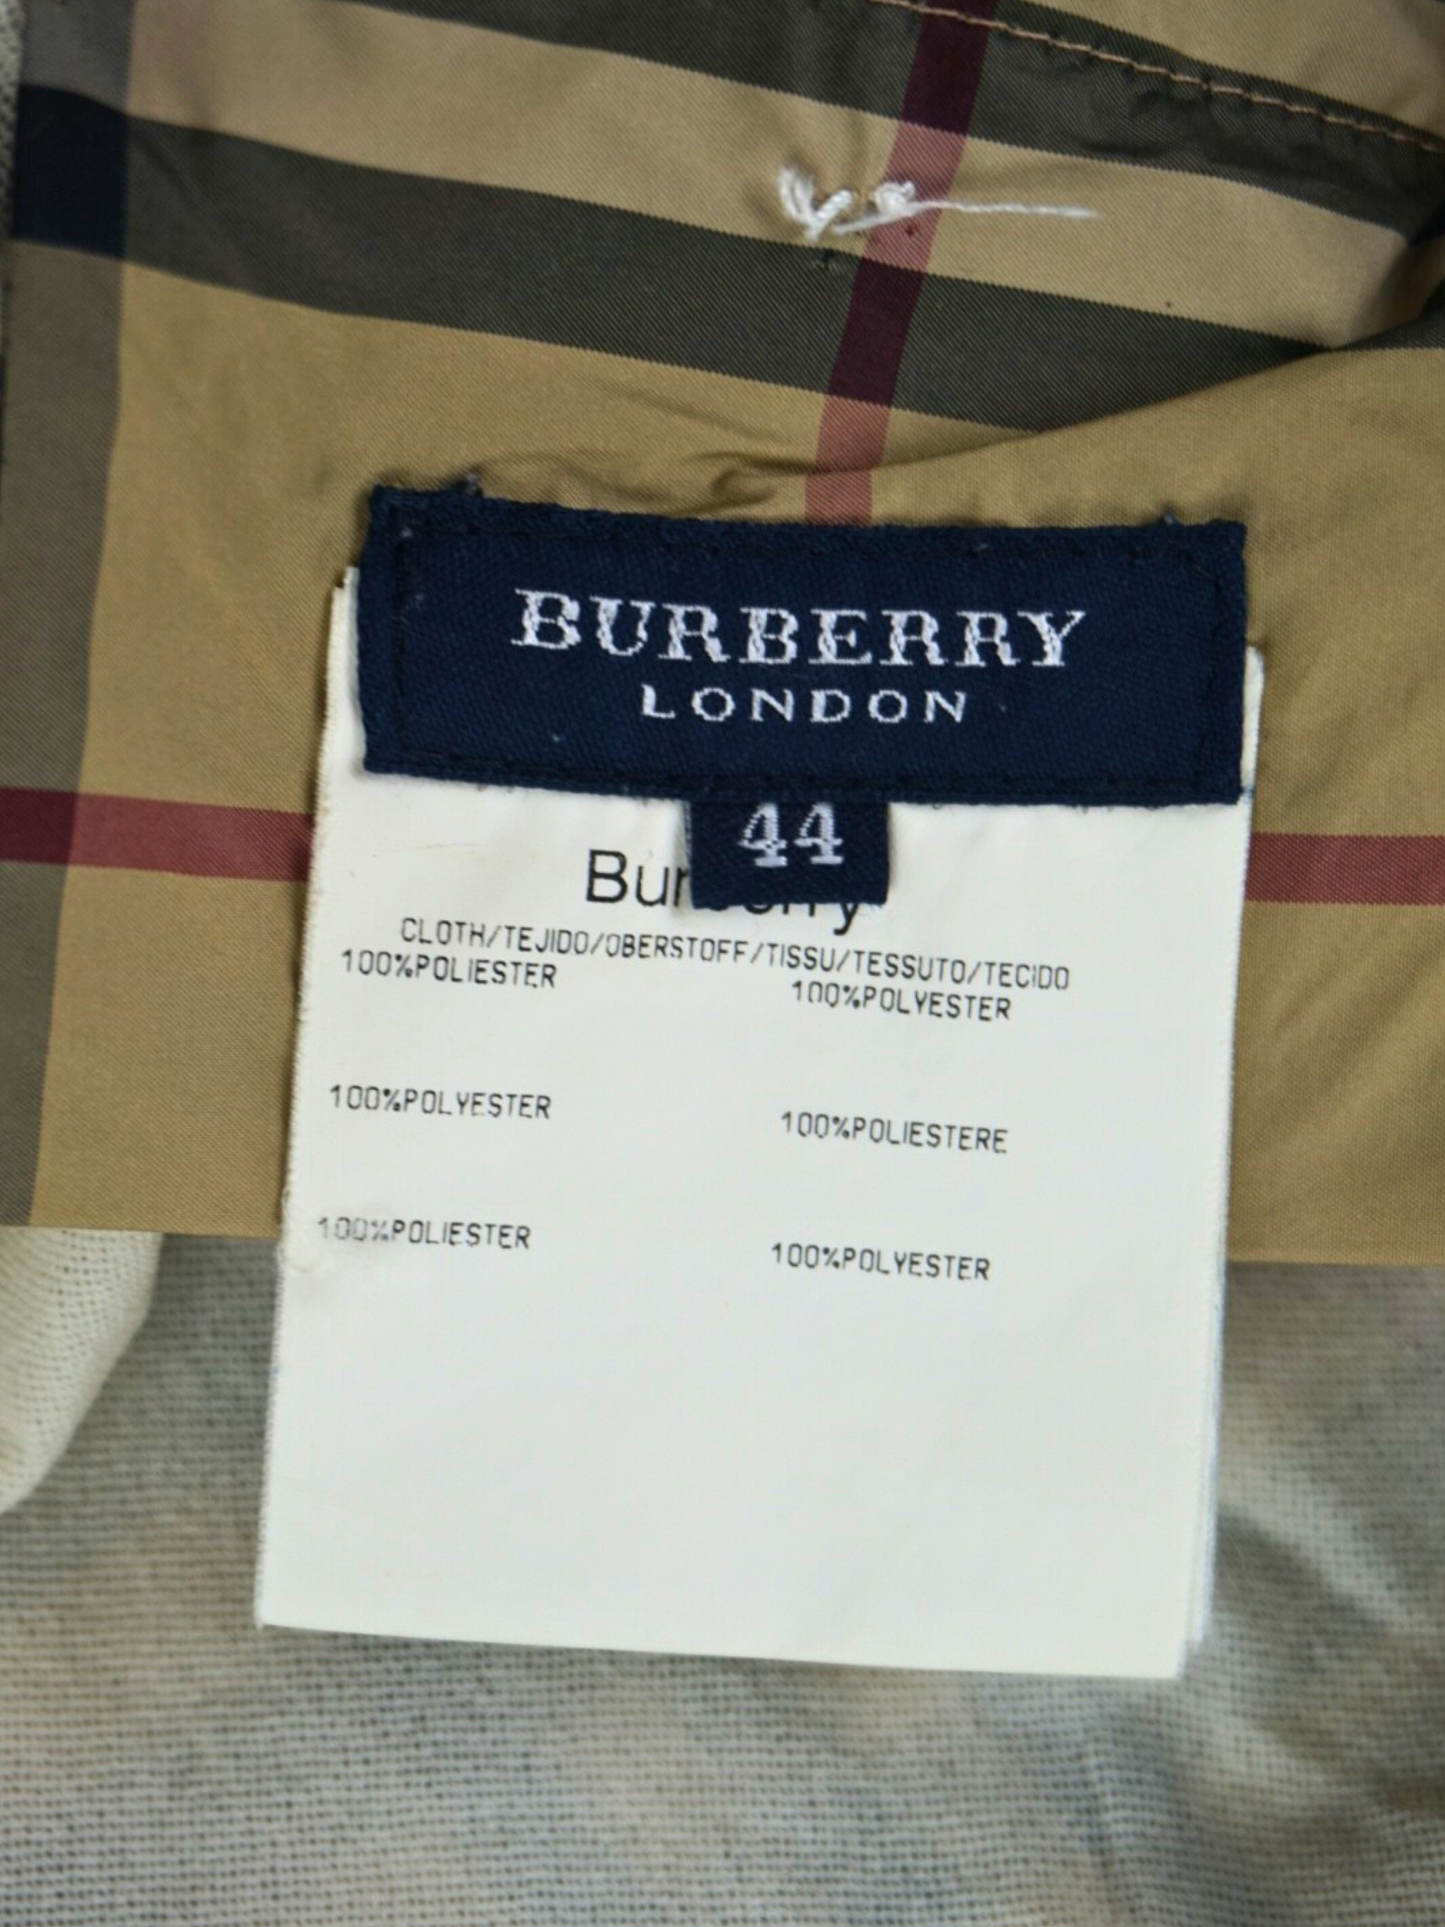 BURBERRY
LONDON
44
Burberry
CLOTH/TEJIDO/OBERSTOFF/TISSU/TESSUTO/TECIDO
100%POLIESTER 100%POLYESTER
100%POLYESTER 100%POLIESTERE
100%POLIESTER 100%POLYESTER